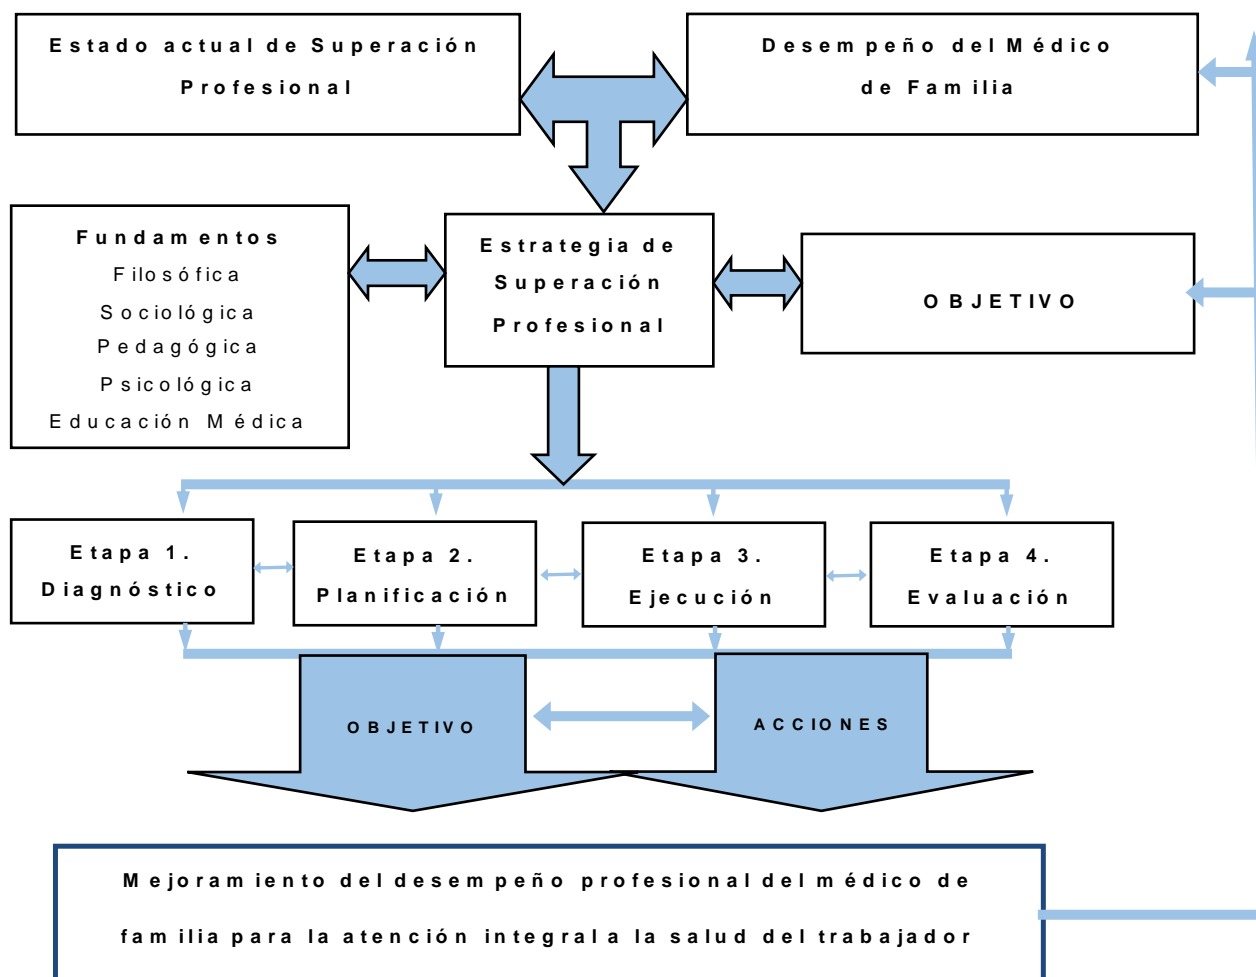 Estado actual de Superación
Profesional
Desempeño del Médico
de Familia
Fundamentos
Filosófica
Sociológica
Pedagógica
Psicológica
Educación Médica
Estrategia de
Superación
Profesional
OBJETIVO
Etapa 1.
Diagnóstico
Etapa 2.
Planificación
Etapa 3.
Ejecución
Etapa 4.
Evaluación
OBJETIVO
ACCIONES
Mejoramiento del desempeño profesional del médico de
familia para la atención integral a la salud del trabajador